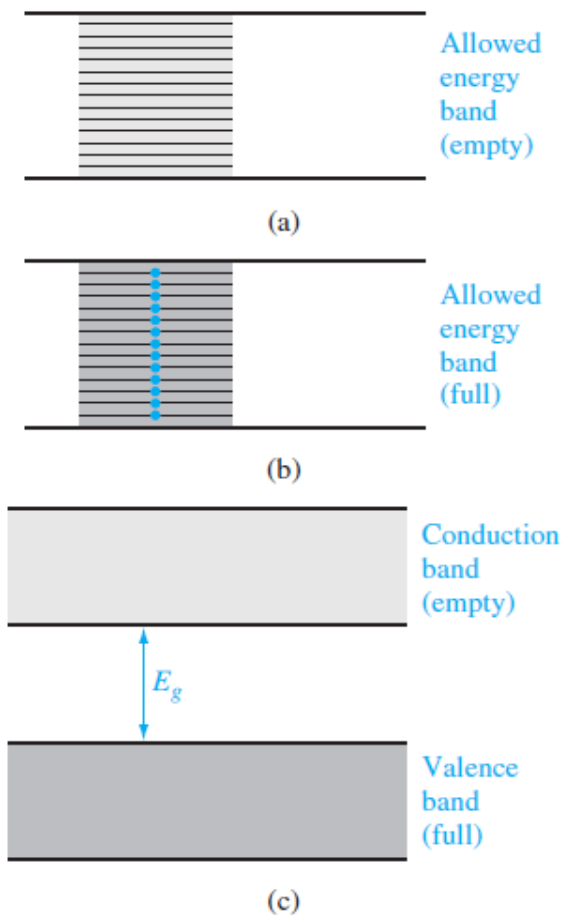 Allowed
energy
band
(empty)
(a)
Allowed
energy
band
(full)
(b)
Conduction
band
(empty)
E_g
Valence
band
(full)
(c)